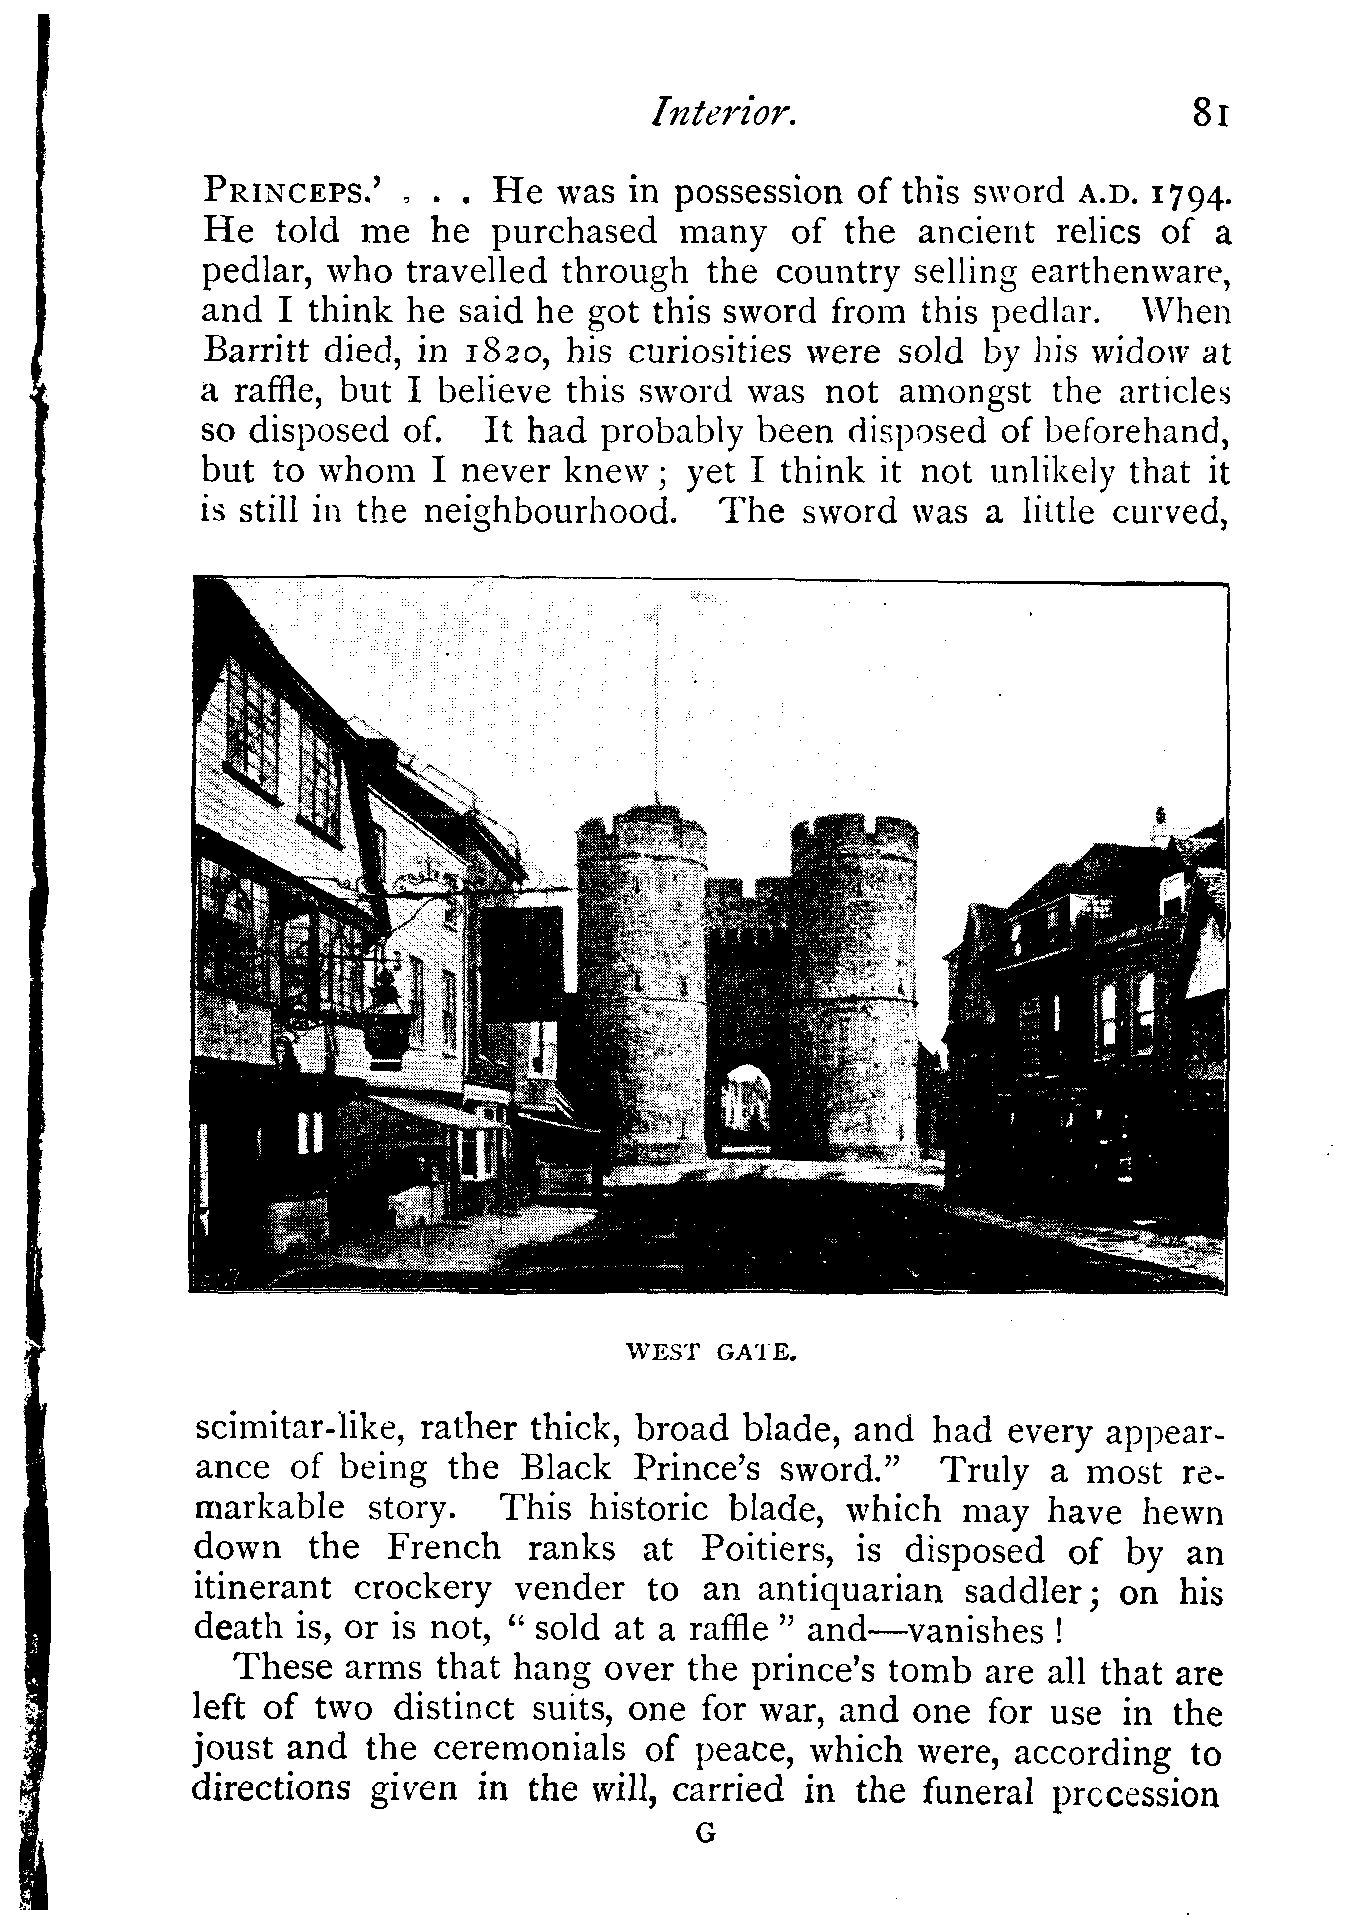 Interior. 81
PRINCEPS.' . . . He was in possession of this sword A.D. 1794.
He told me he purchased many of the ancient relics of a
pedlar, who travelled through the country selling earthenware,
and I think he said he got this sword from this pedlar. When
Barritt died, in 1820, his curiosities were sold by his widow at
a raffle, but I believe this sword was not amongst the articles
so disposed of. It had probably been disposed of beforehand,
but to whom I never knew; yet I think it not unlikely that it
is still in the neighbourhood. The sword was a little curved,
WEST GATE.
scimitar-like, rather thick, broad blade, and had every appear-
ance of being the Black Prince's sword." Truly a most re-
markable story. This historic blade, which may have hewn
down the French ranks at Poitiers, is disposed of by an
itinerant crockery vender to an antiquarian saddler; on his
death is, or is not, "sold at a raffle" and—vanishes!
These arms that hang over the prince's tomb are all that are
left of two distinct suits, one for war, and one for use in the
joust and the ceremonials of peace, which were, according to
directions given in the will, carried in the funeral procession
G